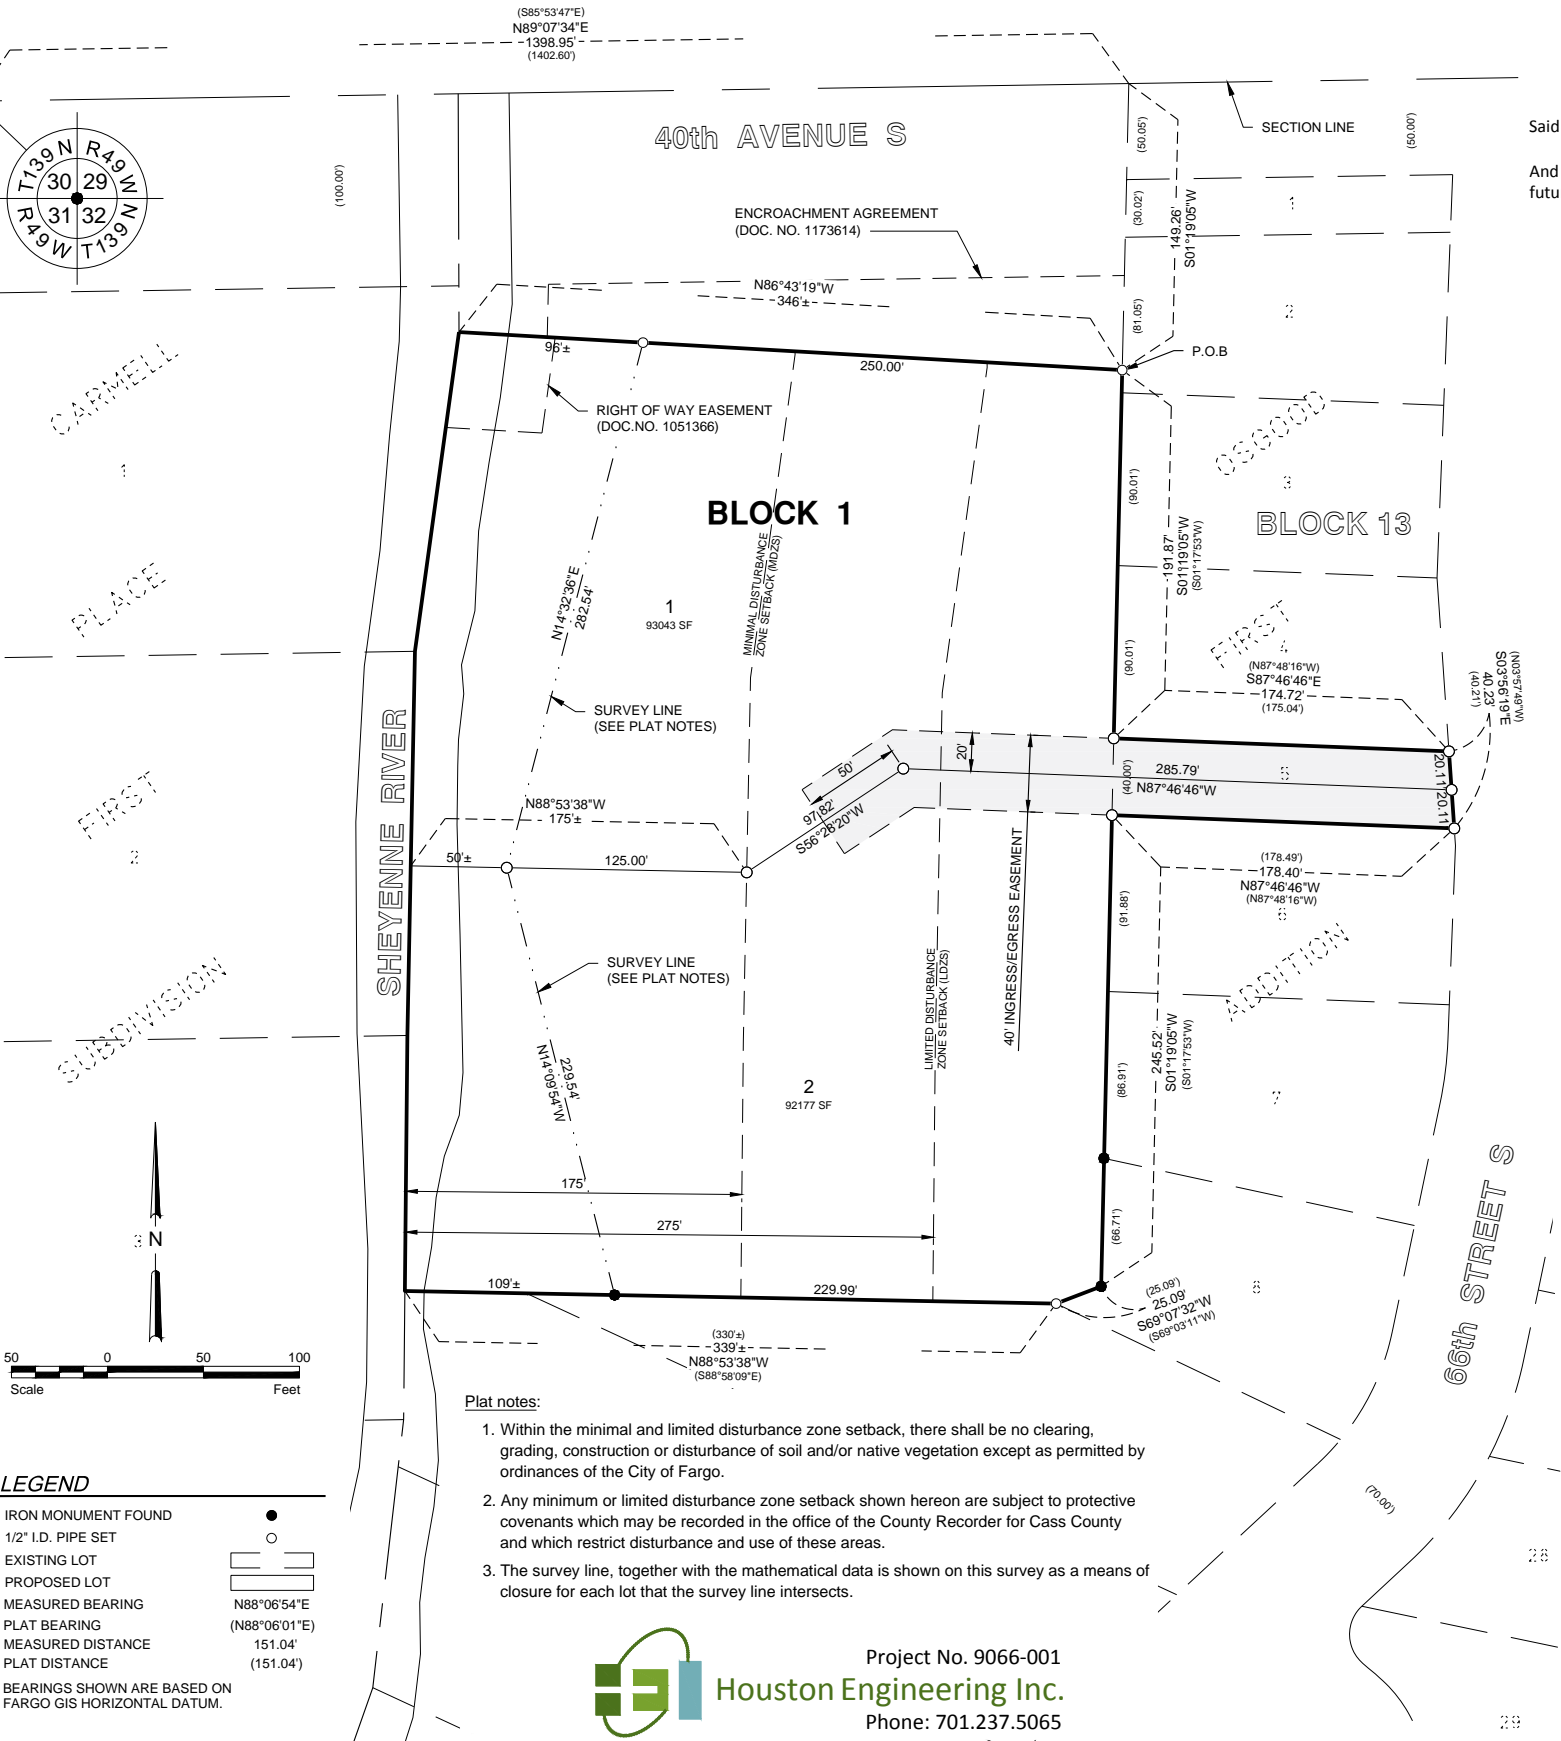 (S85°53'47"E)
N89°07'34"E
1398.95'
(1402.60')
40th AVENUE S
SECTION LINE
(50.05')
(50.00')
Said
And
futu
T139N R49W
30 29
31 32
R49W T139N
(100.00')
ENCROACHMENT AGREEMENT
(DOC. NO. 1173614)
(30.02')
149.26'
S01°19'05"W
1
N86°43'19"W
346'±
(81.05')
2
P.O.B
96'±
250.00'
CARMELL
1
PLACE
FIRST
2
SUBDIVISION
3
RIGHT OF WAY EASEMENT
(DOC.NO. 1051366)
BLOCK 1
MINIMAL DISTURBANCE
ZONE SETBACK (MDZS)
N14°32'36"E
282.54'
1
93043 SF
(90.01')
191.87'
S01°19'05"W
(S01°17'53"W)
OSGOOD
3
BLOCK 13
FIRST
4
(90.01')
(N87°48'16"W)
S87°46'46"E
174.72'
(175.04')
(N03°57'49"W)
S03°56'19"E
40.23'
(40.21')
SHEYENNE RIVER
SURVEY LINE
(SEE PLAT NOTES)
20'
50'
285.79'
N87°46'46"W
5
(40.00')
20.11'
20.11'
97.82'
S56°28'20"W
N88°53'38"W
175'±
50'±
125.00'
40' INGRESS/EGRESS EASEMENT
(178.49')
178.40'
N87°46'46"W
(N87°48'16"W)
6
(91.88')
ADDITION
SURVEY LINE
(SEE PLAT NOTES)
LIMITED DISTURBANCE
ZONE SETBACK (LDZS)
229.54'
N14°09'54"W
2
92177 SF
(86.91')
245.52'
S01°19'05"W
(S01°17'53"W)
7
175'
275'
(66.71')
8
66th STREET S
109'±
229.99'
(25.09')
25.09'
S69°07'32"W
(S69°03'11"W)
(330'±)
339'±
N88°53'38"W
(S88°58'09"E)
N
50 0 50 100
Scale Feet
Plat notes:
1. Within the minimal and limited disturbance zone setback, there shall be no clearing,
grading, construction or disturbance of soil and/or native vegetation except as permitted by
ordinances of the City of Fargo.
2. Any minimum or limited disturbance zone setback shown hereon are subject to protective
covenants which may be recorded in the office of the County Recorder for Cass County
and which restrict disturbance and use of these areas.
3. The survey line, together with the mathematical data is shown on this survey as a means of
closure for each lot that the survey line intersects.
(70.00')
28
29
LEGEND
IRON MONUMENT FOUND
1/2" I.D. PIPE SET
EXISTING LOT
PROPOSED LOT
MEASURED BEARING N88°06'54"E
PLAT BEARING (N88°06'01"E)
MEASURED DISTANCE 151.04'
PLAT DISTANCE (151.04')
BEARINGS SHOWN ARE BASED ON
FARGO GIS HORIZONTAL DATUM.
Project No. 9066-001
Houston Engineering Inc.
Phone: 701.237.5065